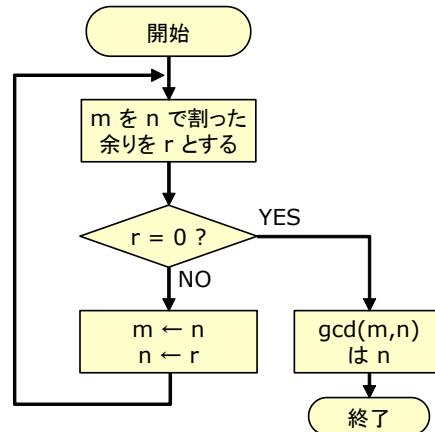 開始
m を n で割った
余りを r とする
r = 0 ?
YES
NO
m ← n
n ← r
gcd(m,n)
は n
終了